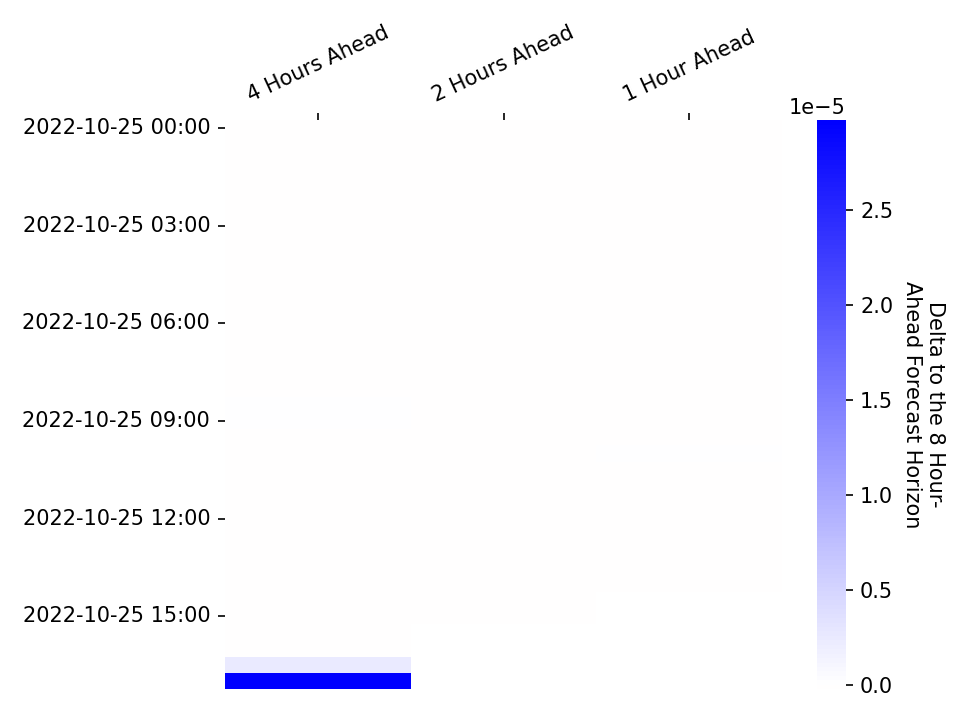 4 Hours Ahead
2 Hours Ahead
1 Hour Ahead
1e−5
2022-10-25 00:00
2022-10-25 03:00
2022-10-25 06:00
2022-10-25 09:00
2022-10-25 12:00
2022-10-25 15:00
2.5
2.0
1.5
1.0
0.5
0.0
Delta to the 8 Hour-
Ahead Forecast Horizon